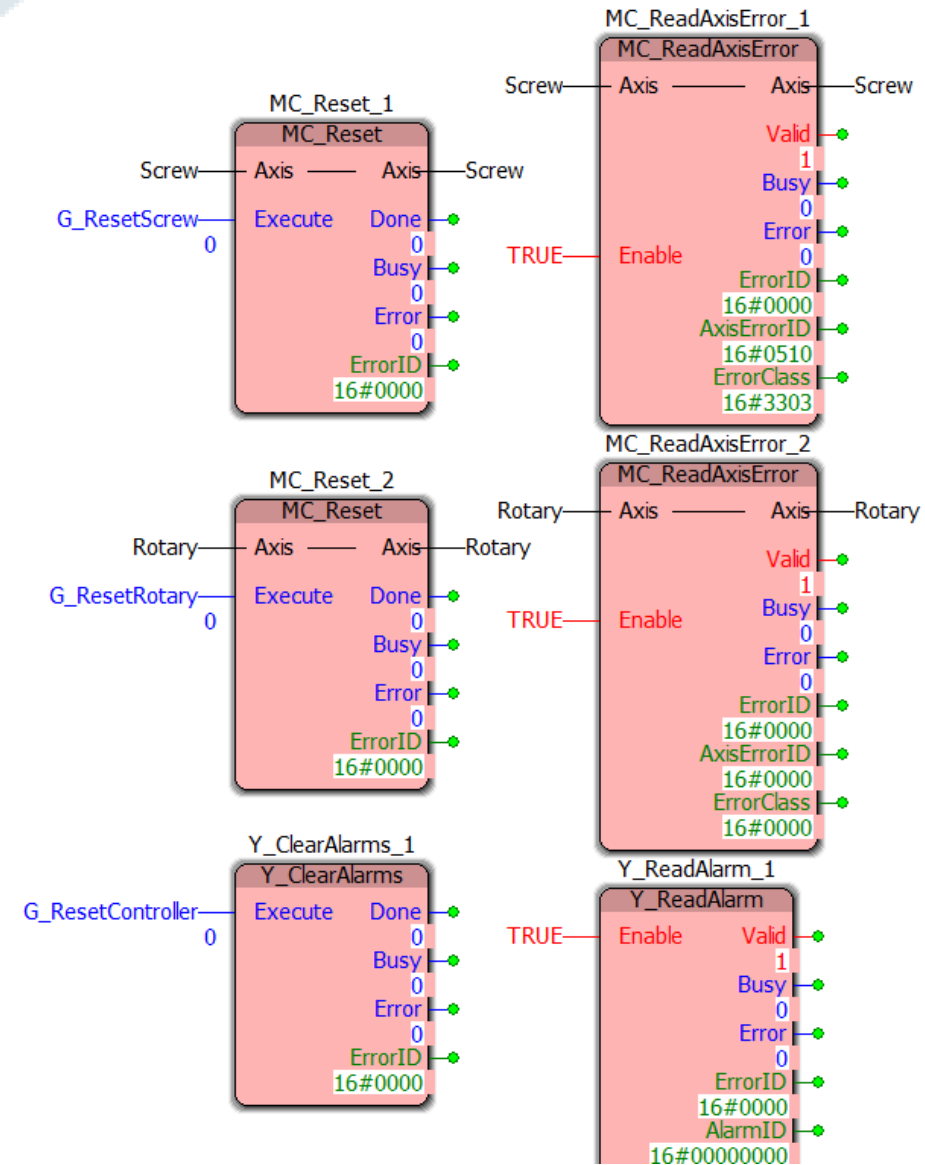 MC_Reset_1
MC_Reset
Screw Axis Axis Screw
G_ResetScrew Execute Done
0 0
Busy
0
Error
0
ErrorID
16#0000
MC_ReadAxisError_1
MC_ReadAxisError
Screw Axis Axis Screw
Valid
1
Busy
0
Error
TRUE Enable 0
ErrorID
16#0000
AxisErrorID
16#0510
ErrorClass
16#3303
MC_Reset_2
MC_Reset
Rotary Axis Axis Rotary
G_ResetRotary Execute Done
0 0
Busy
0
Error
0
ErrorID
16#0000
MC_ReadAxisError_2
MC_ReadAxisError
Rotary Axis Axis Rotary
Valid
1
Busy
TRUE Enable 0
Error
0
ErrorID
16#0000
AxisErrorID
16#0000
ErrorClass
16#0000
Y_ClearAlarms_1
Y_ClearAlarms
G_ResetController Execute Done
0 0
Busy
0
Error
0
ErrorID
16#0000
Y_ReadAlarm_1
Y_ReadAlarm
TRUE Enable Valid
1
Busy
0
Error
0
ErrorID
16#0000
AlarmID
16#00000000